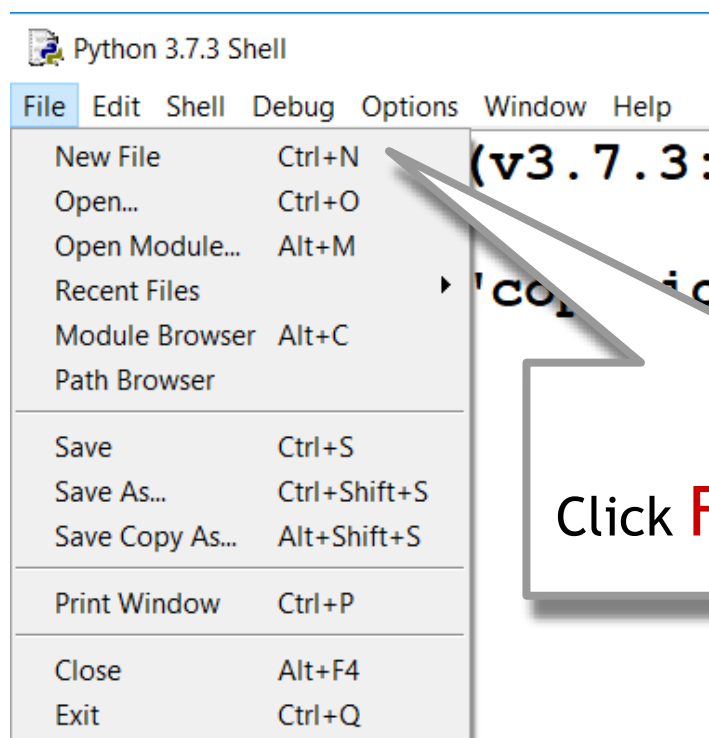 Python 3.7.3 Shell
File Edit Shell Debug Options Window Help
New File Ctrl+N
Open... Ctrl+O
Open Module... Alt+M
Recent Files
Module Browser Alt+C
Path Browser
Save Ctrl+S
Save As... Ctrl+Shift+S
Save Copy As... Alt+Shift+S
Print Window Ctrl+P
Close Alt+F4
Exit Ctrl+Q
(v3.7.3:
Click F